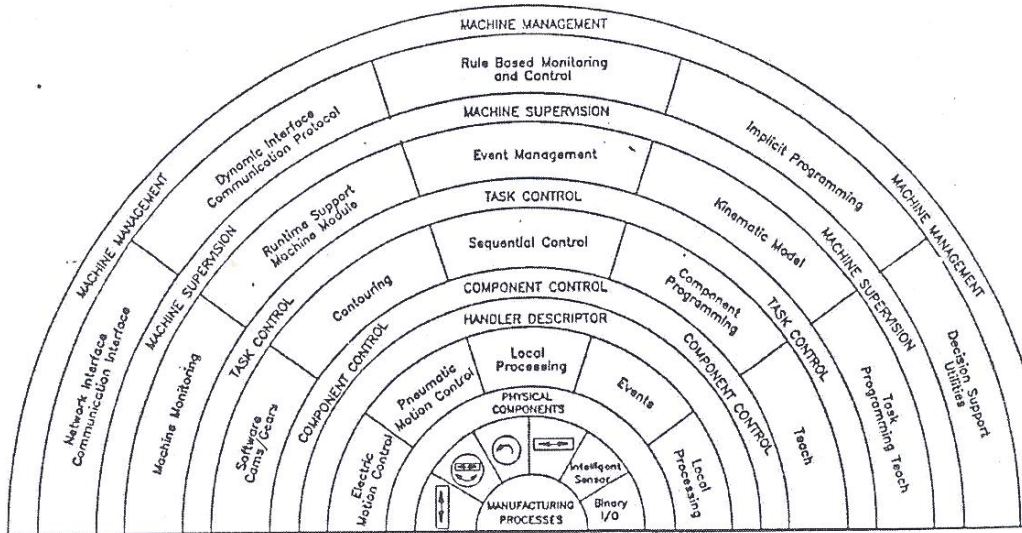 MACHINE MANAGEMENT
MACHINE MANAGEMENT
MACHINE MANAGEMENT
Network Interface
Communication Interface
Dynamic Interface
Communication Protocol
Rule Based Monitoring
and Control
Implicit Programming
Decision Support
Utilities
MACHINE SUPERVISION
MACHINE SUPERVISION
MACHINE SUPERVISION
Machine Monitoring
Runtime Support
Machine Module
Event Management
Kinematic Model
Task
Programming Teach
TASK CONTROL
TASK CONTROL
TASK CONTROL
Software
Cams/Gears
Contouring
Sequential Control
Component
Programming
Teach
COMPONENT CONTROL
COMPONENT CONTROL
COMPONENT CONTROL
HANDLER DESCRIPTOR
Electric
Motion Control
Pneumatic
Motion Control
Local
Processing
Events
Local
Processing
PHYSICAL
COMPONENTS
Intelligent
Sensor
Binary
I/O
MANUFACTURING
PROCESSES